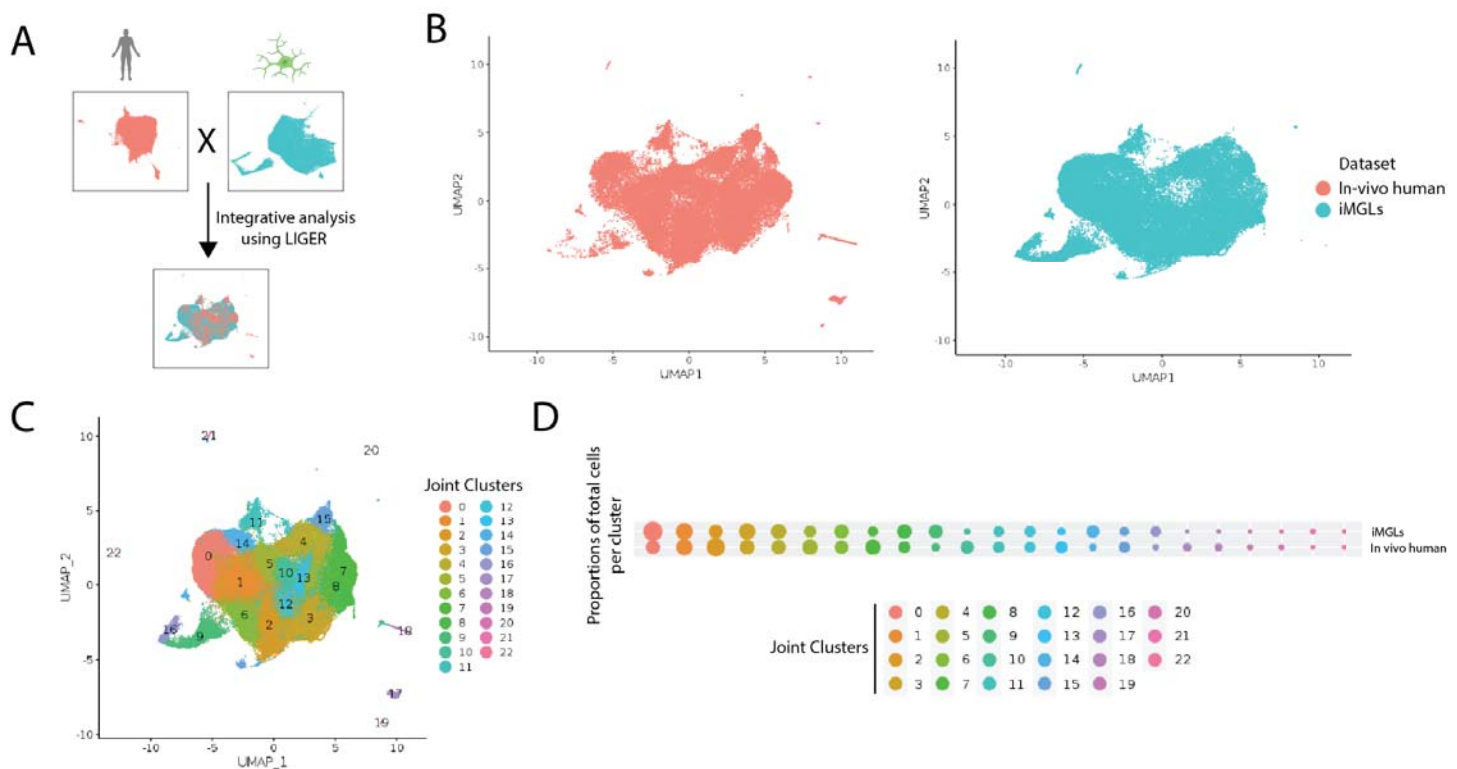 A
X
Integrative analysis
using LIGER
B
10
5
0
-5
-10
UMAP2
-10
-5
0
5
10
UMAP1
10
5
0
-5
-10
UMAP2
-10
-5
0
5
10
UMAP1
Dataset
In-vivo human
iMGLs
C
10
5
0
-5
-10
UMAP_2
-10
-5
0
5
10
UMAP_1
21
20
11
15
22
0
14
4
5
1
10
13
7
8
12
6
2
3
16
9
18
17
19
Joint Clusters
0 12
1 13
2 14
3 15
4 16
5 17
6 18
7 19
8 20
9 21
10 22
11
D
Proportions of total cells
per cluster
iMGLs
In vivo human
Joint Clusters
0 4 8 12 16 20
1 5 9 13 17 21
2 6 10 14 18 22
3 7 11 15 19